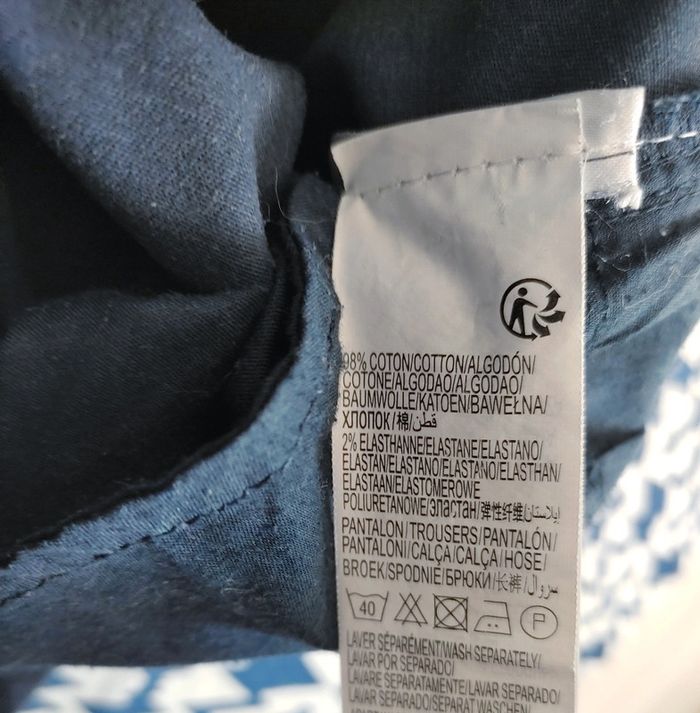 98% COTON/COTTON/ALGODÓN/
COTONE/ALGODAO/ALGODAO/
BAUMWOLLE/KATOEN/BAWEŁNA/
ХЛОПОК/棉/قطن
2% ELASTHANNE/ELASTANE/ELASTANO/
ELASTAN/ELASTANO/ELASTANO/ELASTHAN/
ELASTAAN/ELASTOMEROWE
POLIURETANOWE/ЭЛАСТАН/弹性纤维/إيلاستان
PANTALON/TROUSERS/PANTALÓN/
PANTALONI/CALÇA/CALÇA/HOSE/
BROEK/SPODNIE/БРЮКИ/长裤/سروال
40 P
LAVER SÉPARÉMENT/WASH SEPARATELY/
LAVAR POR SEPARADO/
LAVARE SEPARATAMENTE/LAVAR SEPARADO/
LAVAR SEPARADO/SEPARAT WASCHEN/